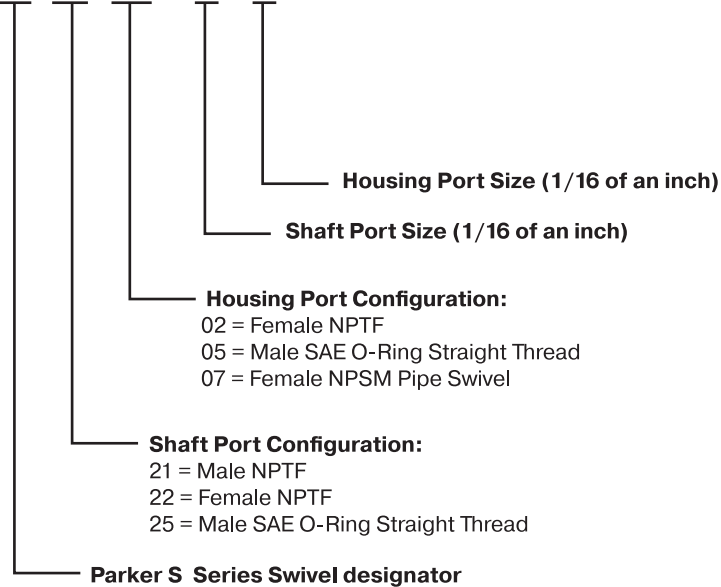 Housing Port Size (1/16 of an inch)
Shaft Port Size (1/16 of an inch)
Housing Port Configuration:
02 = Female NPTF
05 = Male SAE O-Ring Straight Thread
07 = Female NPSM Pipe Swivel
Shaft Port Configuration:
21 = Male NPTF
22 = Female NPTF
25 = Male SAE O-Ring Straight Thread
Parker S Series Swivel designator